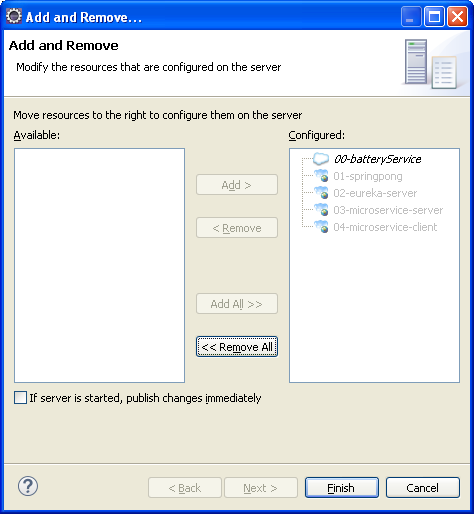 Add and Remove...
Add and Remove
Modify the resources that are configured on the server
Move resources to the right to configure them on the server
Available:
Configured:
00-batteryService
01-springpong
02-eureka-server
03-microservice-server
04-microservice-client
Add >
< Remove
Add All >>
<< Remove All
If server is started, publish changes immediately
?
< Back
Next >
Finish
Cancel